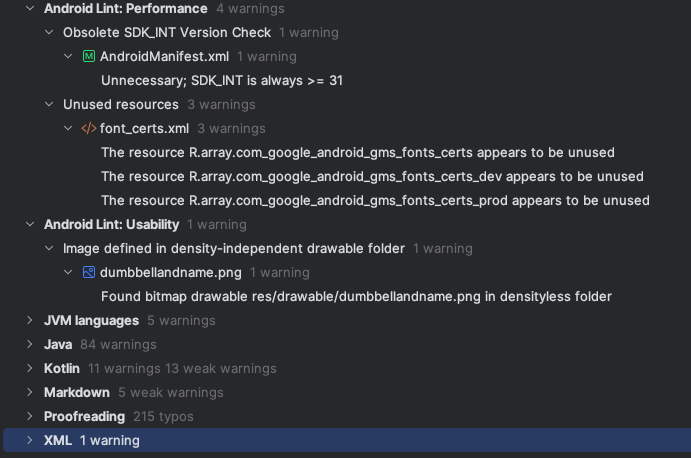 Android Lint: Performance 4 warnings
Obsolete SDK_INT Version Check 1 warning
AndroidManifest.xml 1 warning
Unnecessary; SDK_INT is always >= 31
Unused resources 3 warnings
font_certs.xml 3 warnings
The resource R.array.com_google_android_gms_fonts_certs appears to be unused
The resource R.array.com_google_android_gms_fonts_certs_dev appears to be unused
The resource R.array.com_google_android_gms_fonts_certs_prod appears to be unused
Android Lint: Usability 1 warning
Image defined in density-independent drawable folder 1 warning
dumbbellandname.png 1 warning
Found bitmap drawable res/drawable/dumbbellandname.png in densityless folder
JVM languages 5 warnings
Java 84 warnings
Kotlin 11 warnings 13 weak warnings
Markdown 5 weak warnings
Proofreading 215 typos
XML 1 warning